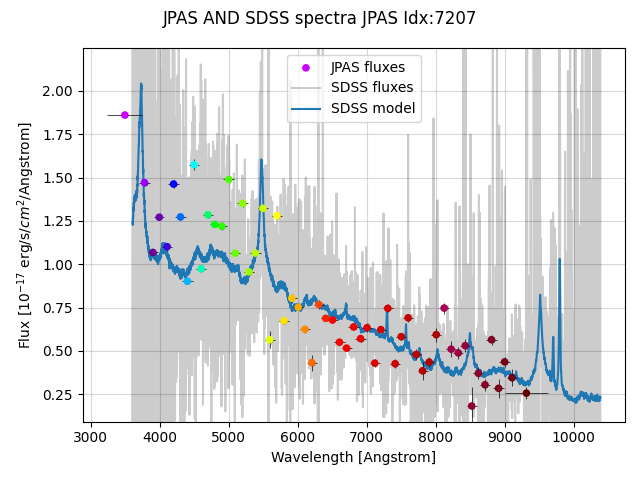 JPAS AND SDSS spectra JPAS Idx:7207
JPAS fluxes
SDSS fluxes
SDSS model
2.00
1.75
1.50
1.25
1.00
0.75
0.50
0.25
Flux [10⁻¹⁷ erg/s/cm²/Angstrom]
3000 4000 5000 6000 7000 8000 9000 10000
Wavelength [Angstrom]